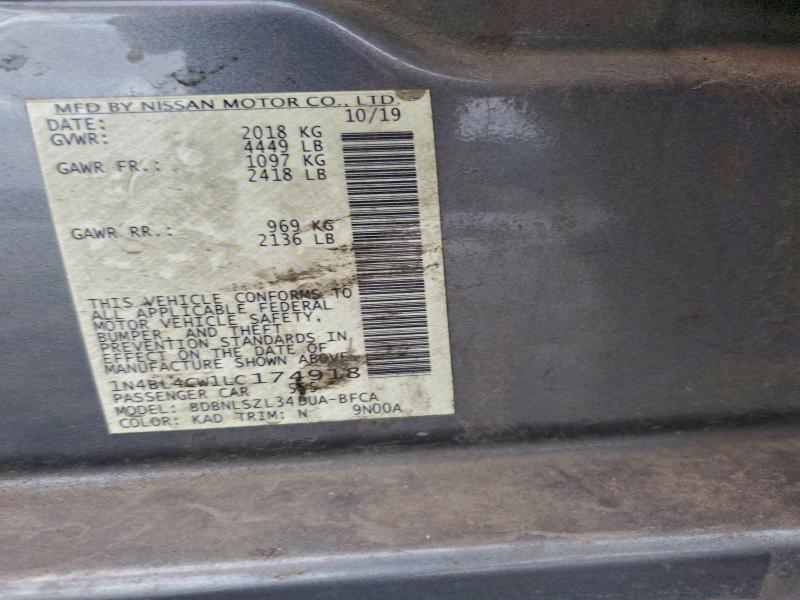 MFD BY NISSAN MOTOR CO., LTD.
DATE: 10/19
GVWR: 2018 KG
4449 LB
GAWR FR.: 1097 KG
2418 LB
GAWR RR.: 969 KG
2136 LB
THIS VEHICLE CONFORMS TO
ALL APPLICABLE FEDERAL
MOTOR VEHICLE SAFETY,
BUMPER, AND THEFT
PREVENTION STANDARDS IN
EFFECT ON THE DATE OF
MANUFACTURE SHOWN ABOVE
1N4BL4CW1LC174918
PASSENGER CAR
MODEL: BDBNLSZL34DUA-BFCA
COLOR: KAD TRIM: N 9N00A